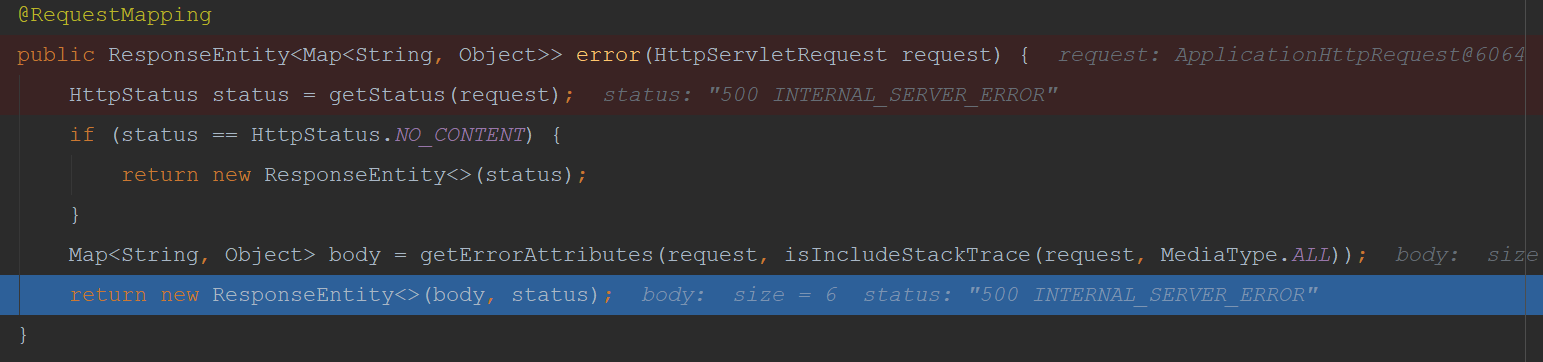 @RequestMapping
public ResponseEntity<Map<String, Object>> error(HttpServletRequest request) {  request: ApplicationHttpRequest@6064
HttpStatus status = getStatus(request);  status: "500 INTERNAL_SERVER_ERROR"
if (status == HttpStatus.NO_CONTENT) {
return new ResponseEntity<>(status);
}
Map<String, Object> body = getErrorAttributes(request, isIncludeStackTrace(request, MediaType.ALL));  body:  size
return new ResponseEntity<>(body, status);  body:  size = 6  status: "500 INTERNAL_SERVER_ERROR"
}